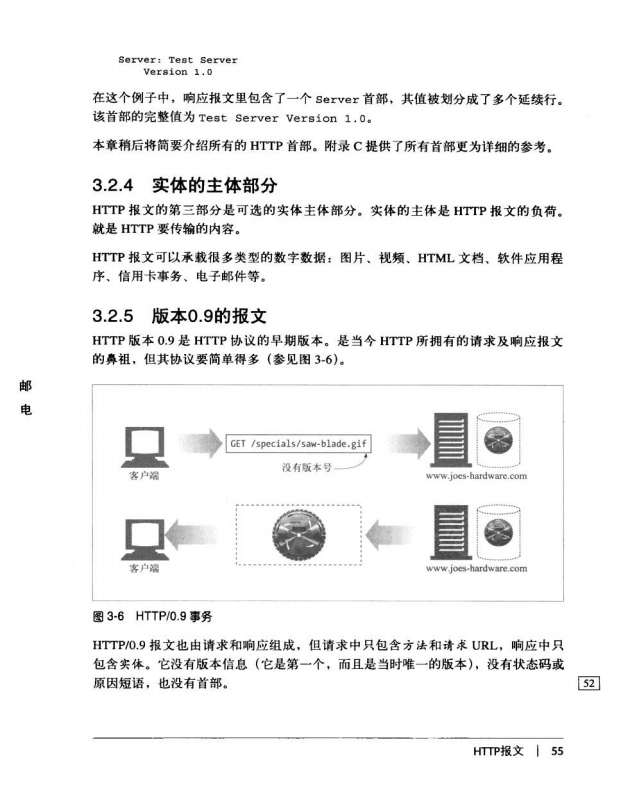 Server: Test Server
Version 1.0
在这个例子中，响应报文里包含了一个 Server 首部，其值被划分成了多个延续行。
该首部的完整值为 Test Server Version 1.0。
本章稍后将简要介绍所有的 HTTP 首部。附录 C 提供了所有首部更为详细的参考。
3.2.4 实体的主体部分
HTTP 报文的第三部分是可选的实体主体部分。实体的主体是 HTTP 报文的负荷。
就是 HTTP 要传输的内容。
HTTP 报文可以承载很多类型的数字数据：图片、视频、HTML 文档、软件应用程
序、信用卡事务、电子邮件等。
3.2.5 版本0.9的报文
HTTP 版本 0.9 是 HTTP 协议的早期版本。是当今 HTTP 所拥有的请求及响应报文
的鼻祖，但其协议要简单得多（参见图 3-6）。
邮
电
GET /specials/saw-blade.gif
没有版本号
客户端
www.joes-hardware.com
客户端
www.joes-hardware.com
图 3-6 HTTP/0.9 事务
HTTP/0.9 报文也由请求和响应组成，但请求中只包含方法和请求 URL，响应中只
包含实体。它没有版本信息（它是第一个，而且是当时唯一的版本），没有状态码或
原因短语，也没有首部。
52
HTTP报文 | 55